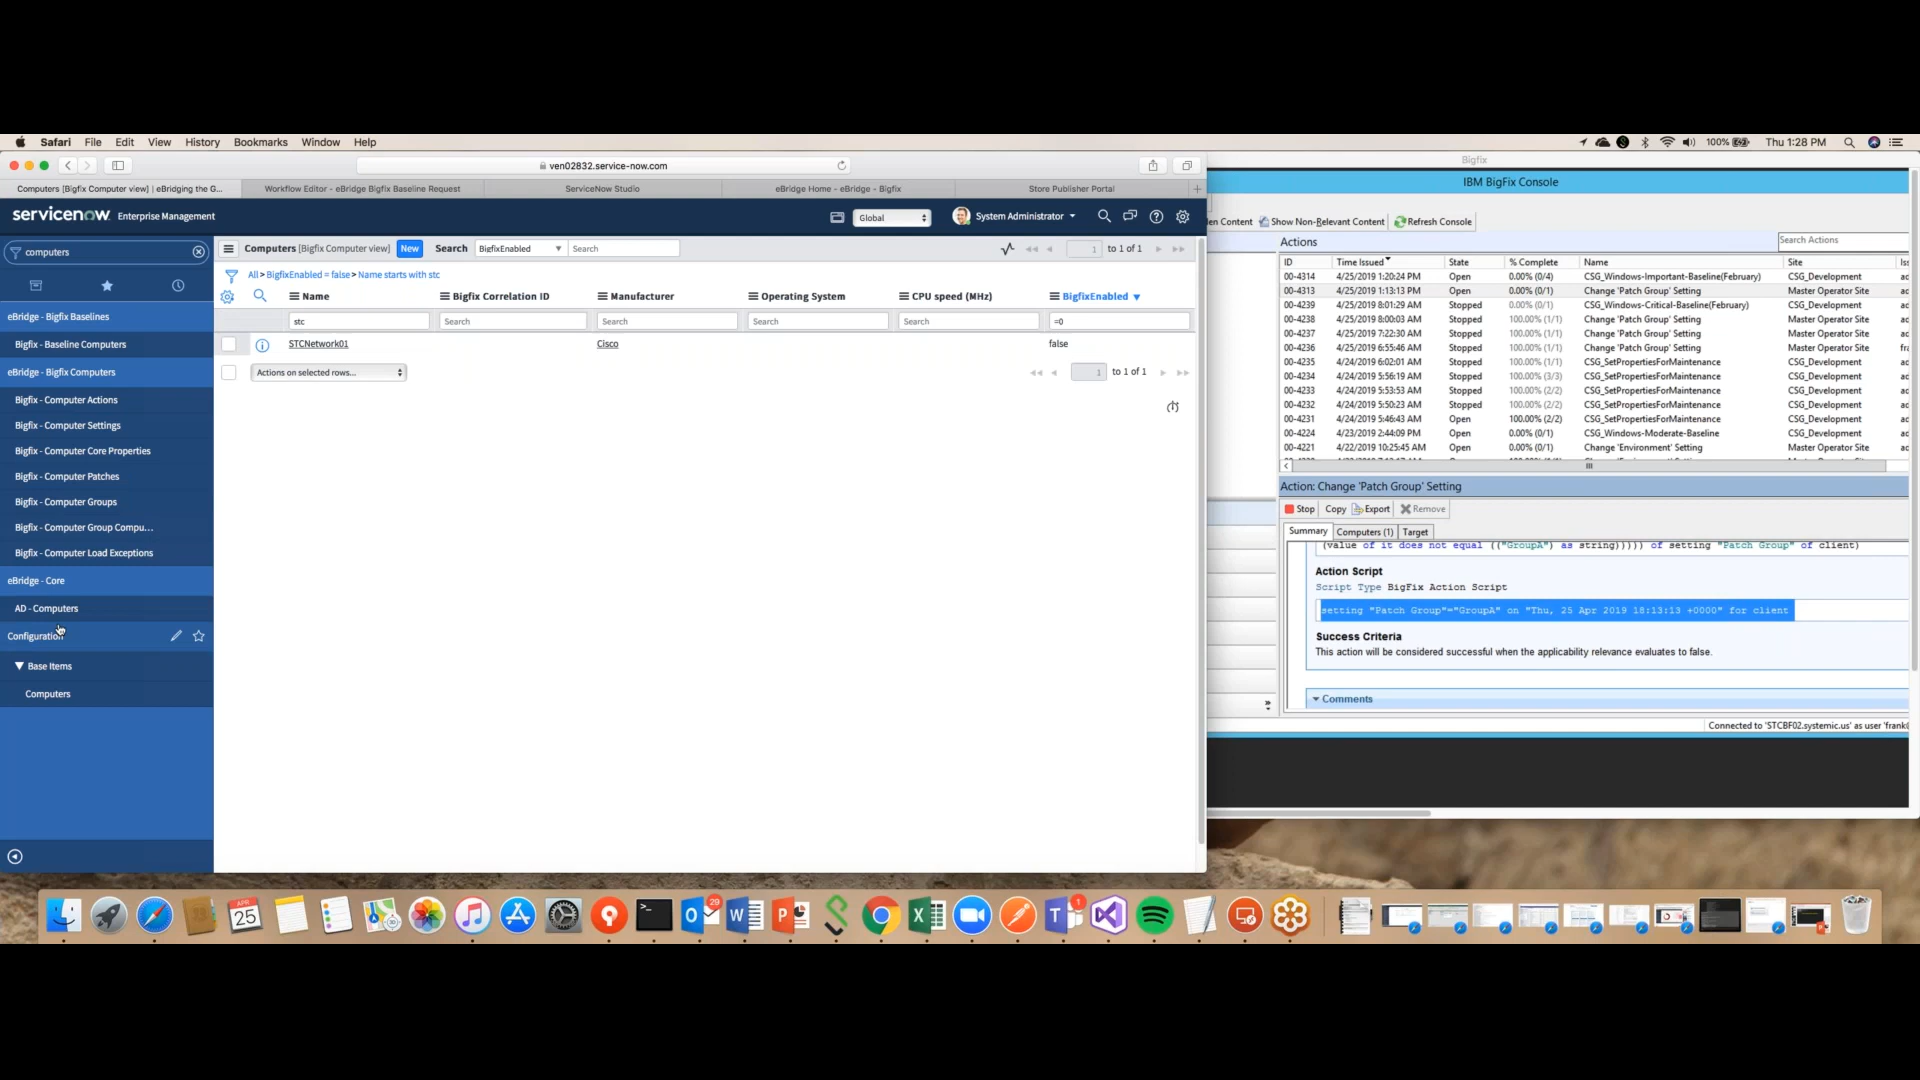 Safari File Edit View History Bookmarks Window Help
100% Thu 1:28 PM
ven02832.service-now.com
Computers [Bigfix Computer view] | eBridging the G...
Workflow Editor - eBridge Bigfix Baseline Request
ServiceNow Studio
eBridge Home - eBridge - Bigfix
Store Publisher Portal
servicenow Enterprise Management
Global
System Administrator
computers
Computers [Bigfix Computer view] New Search BigfixEnabled Search
1 to 1 of 1
All > BigfixEnabled = false > Name starts with stc
Name Bigfix Correlation ID Manufacturer Operating System CPU speed (MHz) BigfixEnabled
stc Search Search Search Search =0
STCNetwork01 Cisco false
Actions on selected rows...
1 to 1 of 1
eBridge - Bigfix Baselines
Bigfix - Baseline Computers
eBridge - Bigfix Computers
Bigfix - Computer Actions
Bigfix - Computer Settings
Bigfix - Computer Core Properties
Bigfix - Computer Patches
Bigfix - Computer Groups
Bigfix - Computer Group Compu...
Bigfix - Computer Load Exceptions
eBridge - Core
AD - Computers
Configuration
Base Items
Computers
Bigfix
IBM BigFix Console
Content Show Non-Relevant Content Refresh Console
Actions Search Actions
ID Time Issued State % Complete Name Site
00-4314 4/25/2019 1:20:24 PM Open 0.00% (0/4) CSG_Windows-Important-Baseline(February) CSG_Development
00-4313 4/25/2019 1:13:13 PM Open 0.00% (0/1) Change 'Patch Group' Setting Master Operator Site
00-4239 4/25/2019 8:01:29 AM Stopped 0.00% (0/1) CSG_Windows-Critical-Baseline(February) CSG_Development
00-4238 4/25/2019 8:00:03 AM Stopped 100.00% (1/1) Change 'Patch Group' Setting Master Operator Site
00-4237 4/25/2019 7:22:30 AM Stopped 100.00% (1/1) Change 'Patch Group' Setting Master Operator Site
00-4236 4/25/2019 6:55:46 AM Stopped 100.00% (1/1) Change 'Patch Group' Setting Master Operator Site
00-4235 4/24/2019 6:02:01 AM Stopped 100.00% (2/2) CSG_SetPropertiesForMaintenance CSG_Development
00-4234 4/24/2019 5:56:19 AM Stopped 100.00% (3/3) CSG_SetPropertiesForMaintenance CSG_Development
00-4233 4/24/2019 5:53:53 AM Stopped 100.00% (2/2) CSG_SetPropertiesForMaintenance CSG_Development
00-4232 4/24/2019 5:50:23 AM Stopped 100.00% (2/2) CSG_SetPropertiesForMaintenance CSG_Development
00-4231 4/24/2019 5:46:43 AM Open 100.00% (2/2) CSG_SetPropertiesForMaintenance CSG_Development
00-4224 4/23/2019 2:44:09 PM Open 0.00% (0/1) CSG_Windows-Moderate-Baseline CSG_Development
00-4221 4/22/2019 10:25:45 AM Open 0.00% (0/1) Change 'Environment' Setting Master Operator Site
Action: Change 'Patch Group' Setting
Stop Copy Export Remove
Summary Computers (1) Target
(value of it does not equal (("GroupA") as string))))) of setting "Patch Group" of client)
Action Script
Script Type BigFix Action Script
setting "Patch Group"="GroupA" on "Thu, 25 Apr 2019 18:13:13 +0000" for client
Success Criteria
This action will be considered successful when the applicability relevance evaluates to false.
Comments
Connected to 'STCBF02.systemic.us' as user 'frank
APR
25
29
1